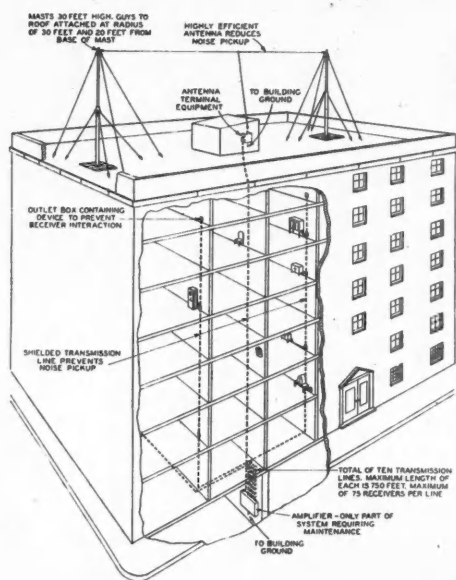 MASTS 30 FEET HIGH. GUYS TO
ROOF ATTACHED AT RADIUS
OF 30 FEET AND 20 FEET FROM
BASE OF MAST
HIGHLY EFFICIENT
ANTENNA REDUCES
NOISE PICKUP
ANTENNA
TERMINAL
EQUIPMENT
TO BUILDING
GROUND
OUTLET BOX CONTAINING
DEVICE TO PREVENT
RECEIVER INTERACTION
SHIELDED TRANSMISSION
LINE PREVENTS
NOISE PICKUP
TOTAL OF TEN TRANSMISSION
LINES. MAXIMUM LENGTH OF
EACH IS 750 FEET. MAXIMUM
OF 75 RECEIVERS PER LINE
AMPLIFIER - ONLY PART OF
SYSTEM REQUIRING
MAINTENANCE
TO BUILDING
GROUND